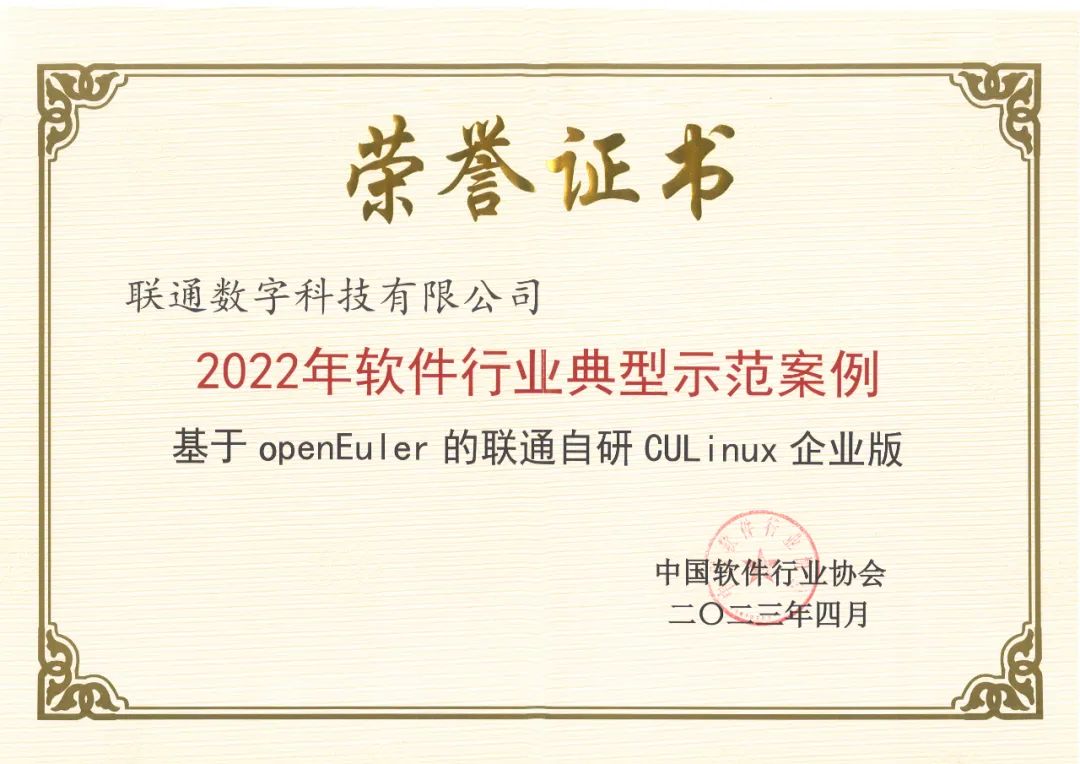 荣誉证书
联通数字科技有限公司
2022年软件行业典型示范案例
基于 openEuler 的联通自研 CULinux 企业版
中国软件行业协会
二〇二三年四月